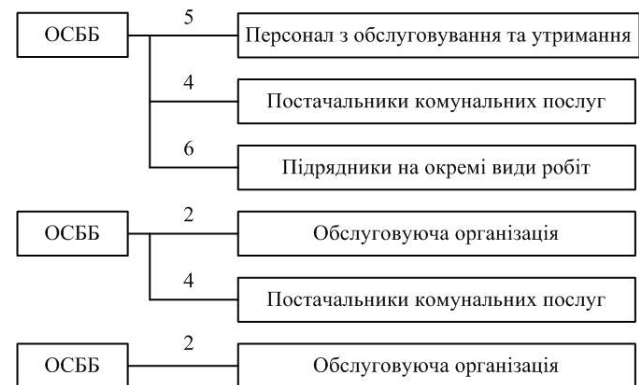 ОСББ
5
Персонал з обслуговування та утримання
4
Постачальники комунальних послуг
6
Підрядники на окремі види робіт
ОСББ
2
Обслуговуюча організація
4
Постачальники комунальних послуг
ОСББ
2
Обслуговуюча організація